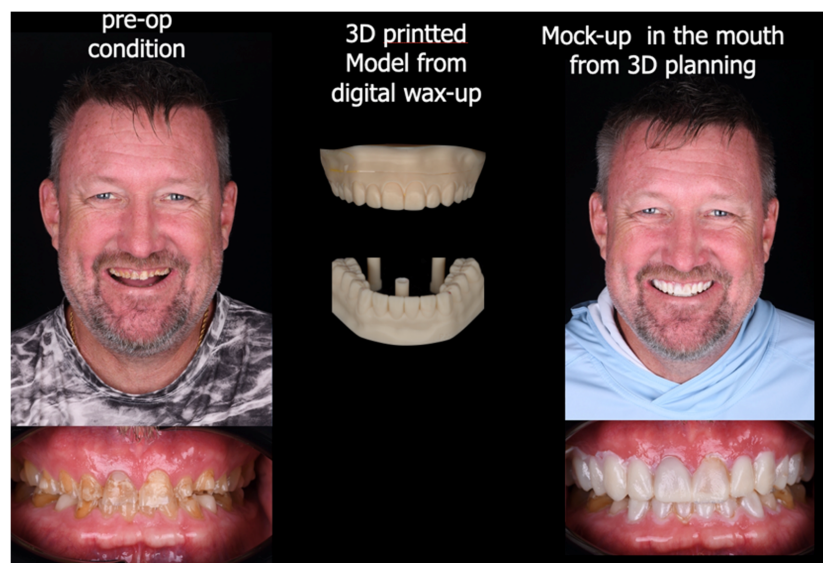 pre-op
condition
3D printted
Model from
digital wax-up
Mock-up in the mouth
from 3D planning